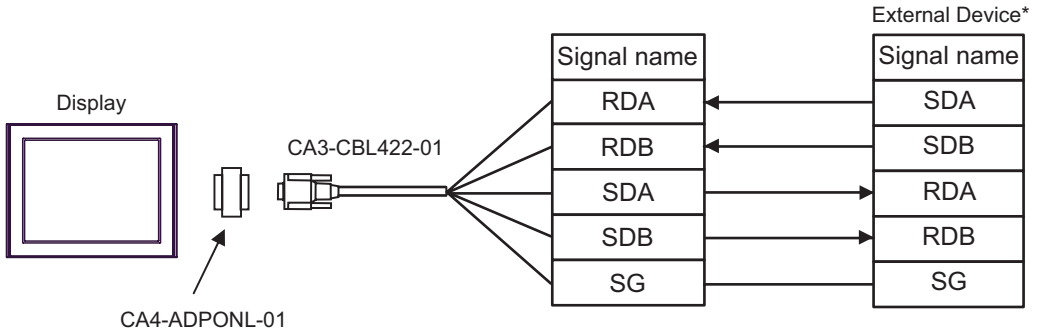 External Device*
Signal name
Signal name
RDA
SDA
Display
RDB
SDB
CA3-CBL422-01
SDA
RDA
SDB
RDB
SG
SG
CA4-ADPONL-01